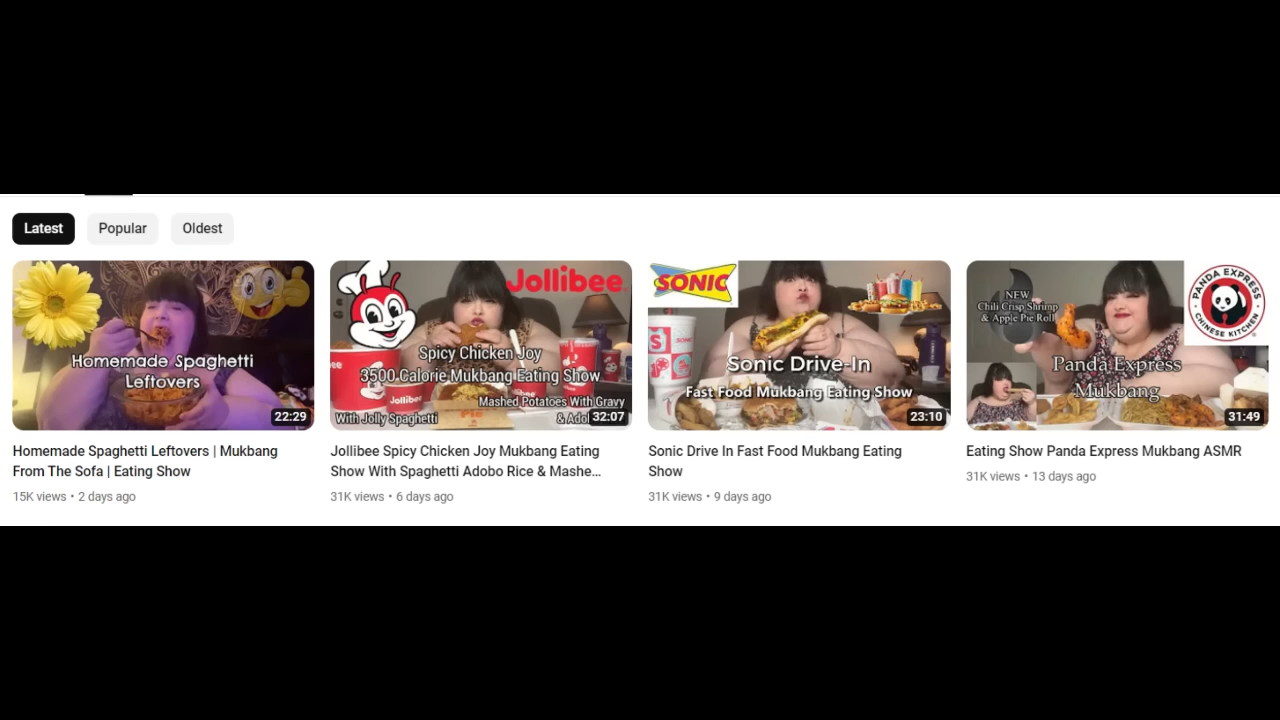 Latest
Popular
Oldest
Homemade Spaghetti
Leftovers
22:29
Jollibee
Spicy Chicken Joy
3500 Calorie Mukbang Eating Show
Jollibee
Mashed Potatoes With Gravy
With Jolly Spaghetti
& Ado
32:07
SONIC
Sonic Drive-In
Fast Food Mukbang Eating Show
23:10
NEW
Chili Crisp Shrimp
& Apple Pie Roll
PANDA EXPRESS
CHINESE KITCHEN
Panda Express
Mukbang
31:49
Homemade Spaghetti Leftovers | Mukbang
From The Sofa | Eating Show
15K views • 2 days ago
Jollibee Spicy Chicken Joy Mukbang Eating
Show With Spaghetti Adobo Rice & Mashe...
31K views • 6 days ago
Sonic Drive In Fast Food Mukbang Eating
Show
31K views • 9 days ago
Eating Show Panda Express Mukbang ASMR
31K views • 13 days ago